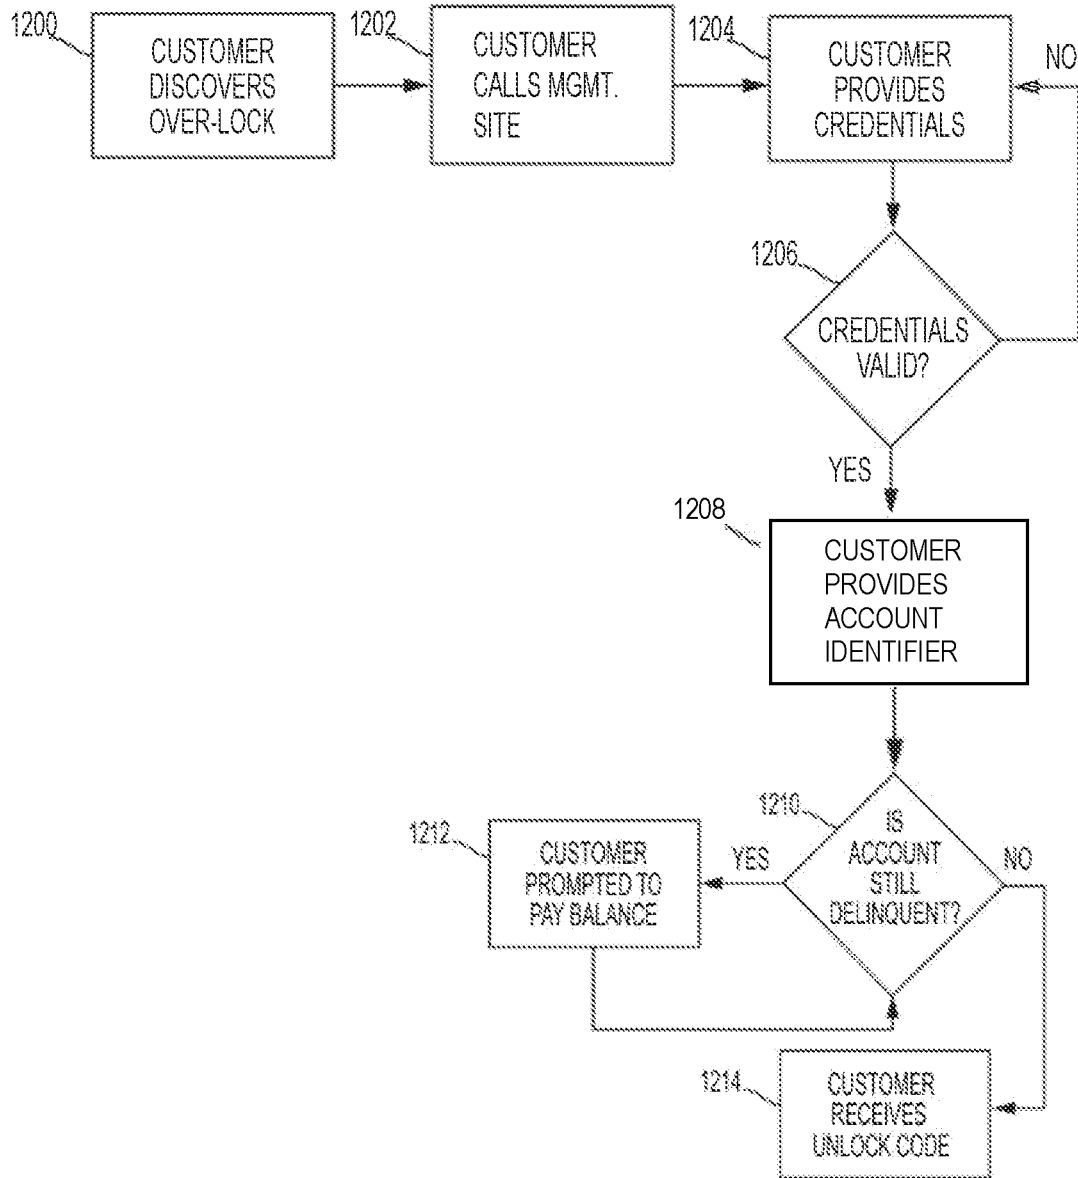 1200
CUSTOMER
DISCOVERS
OVER-LOCK
1202
CUSTOMER
CALLS MGMT.
SITE
1204
CUSTOMER
PROVIDES
CREDENTIALS
NO
1206
CREDENTIALS
VALID?
YES
1208
CUSTOMER
PROVIDES
ACCOUNT
IDENTIFIER
1210
IS
ACCOUNT
STILL
DELINQUENT?
YES
NO
1212
CUSTOMER
PROMPTED TO
PAY BALANCE
1214
CUSTOMER
RECEIVES
UNLOCK CODE